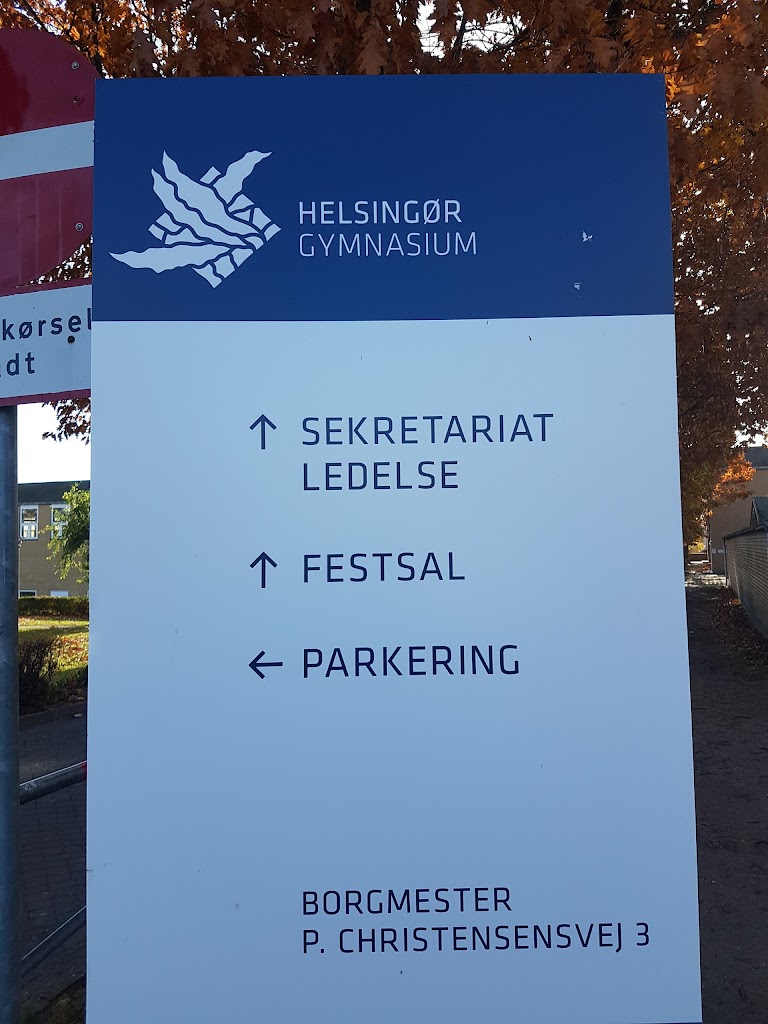 HELSINGØR
GYMNASIUM
↑ SEKRETARIAT
LEDELSE
↑ FESTSAL
← PARKERING
BORGMESTER
P. CHRISTENSENSVEJ 3